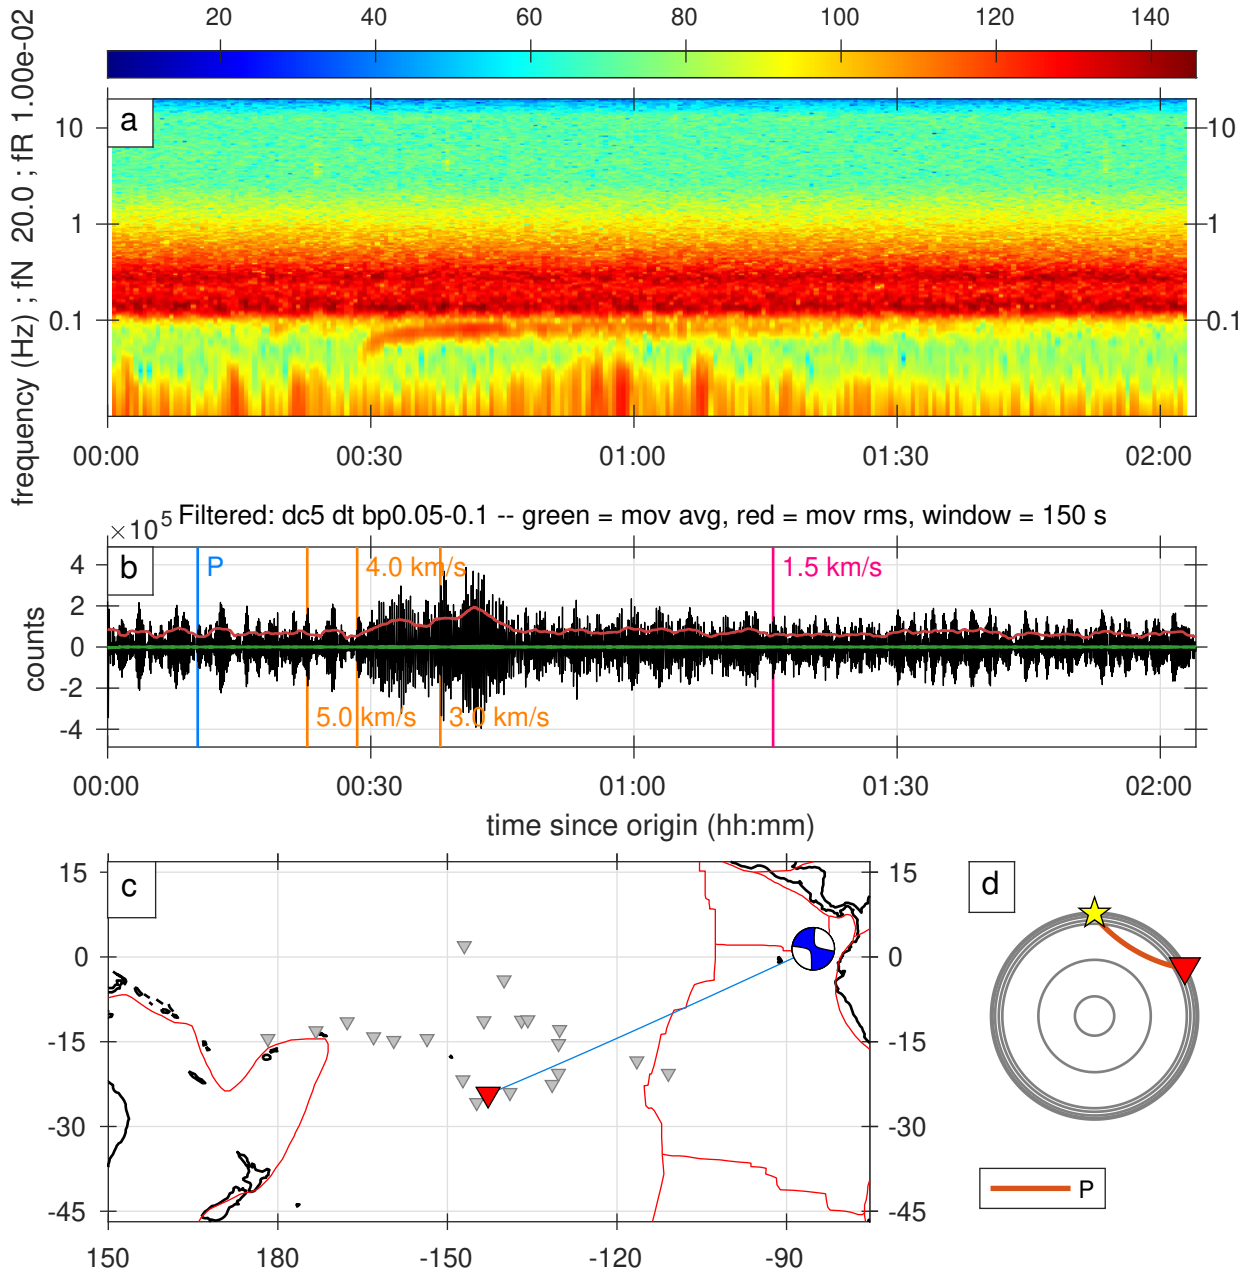 20 40 60 80 100 120 140
frequency (Hz) ; fN 20.0 ; fR 1.00e-02
a
10 10
1 1
0.1 0.1
00:00 00:30 01:00 01:30 02:00
×10^5 Filtered: dc5 dt bp0.05-0.1 -- green = mov avg, red = mov rms, window = 150 s
b
P 4.0 km/s 1.5 km/s
counts
4
2
0
-2
-4
5.0 km/s 3.0 km/s
00:00 00:30 01:00 01:30 02:00
time since origin (hh:mm)
c
15 15
0 0
-15 -15
-30 -30
-45 -45
150 180 -150 -120 -90
d
P